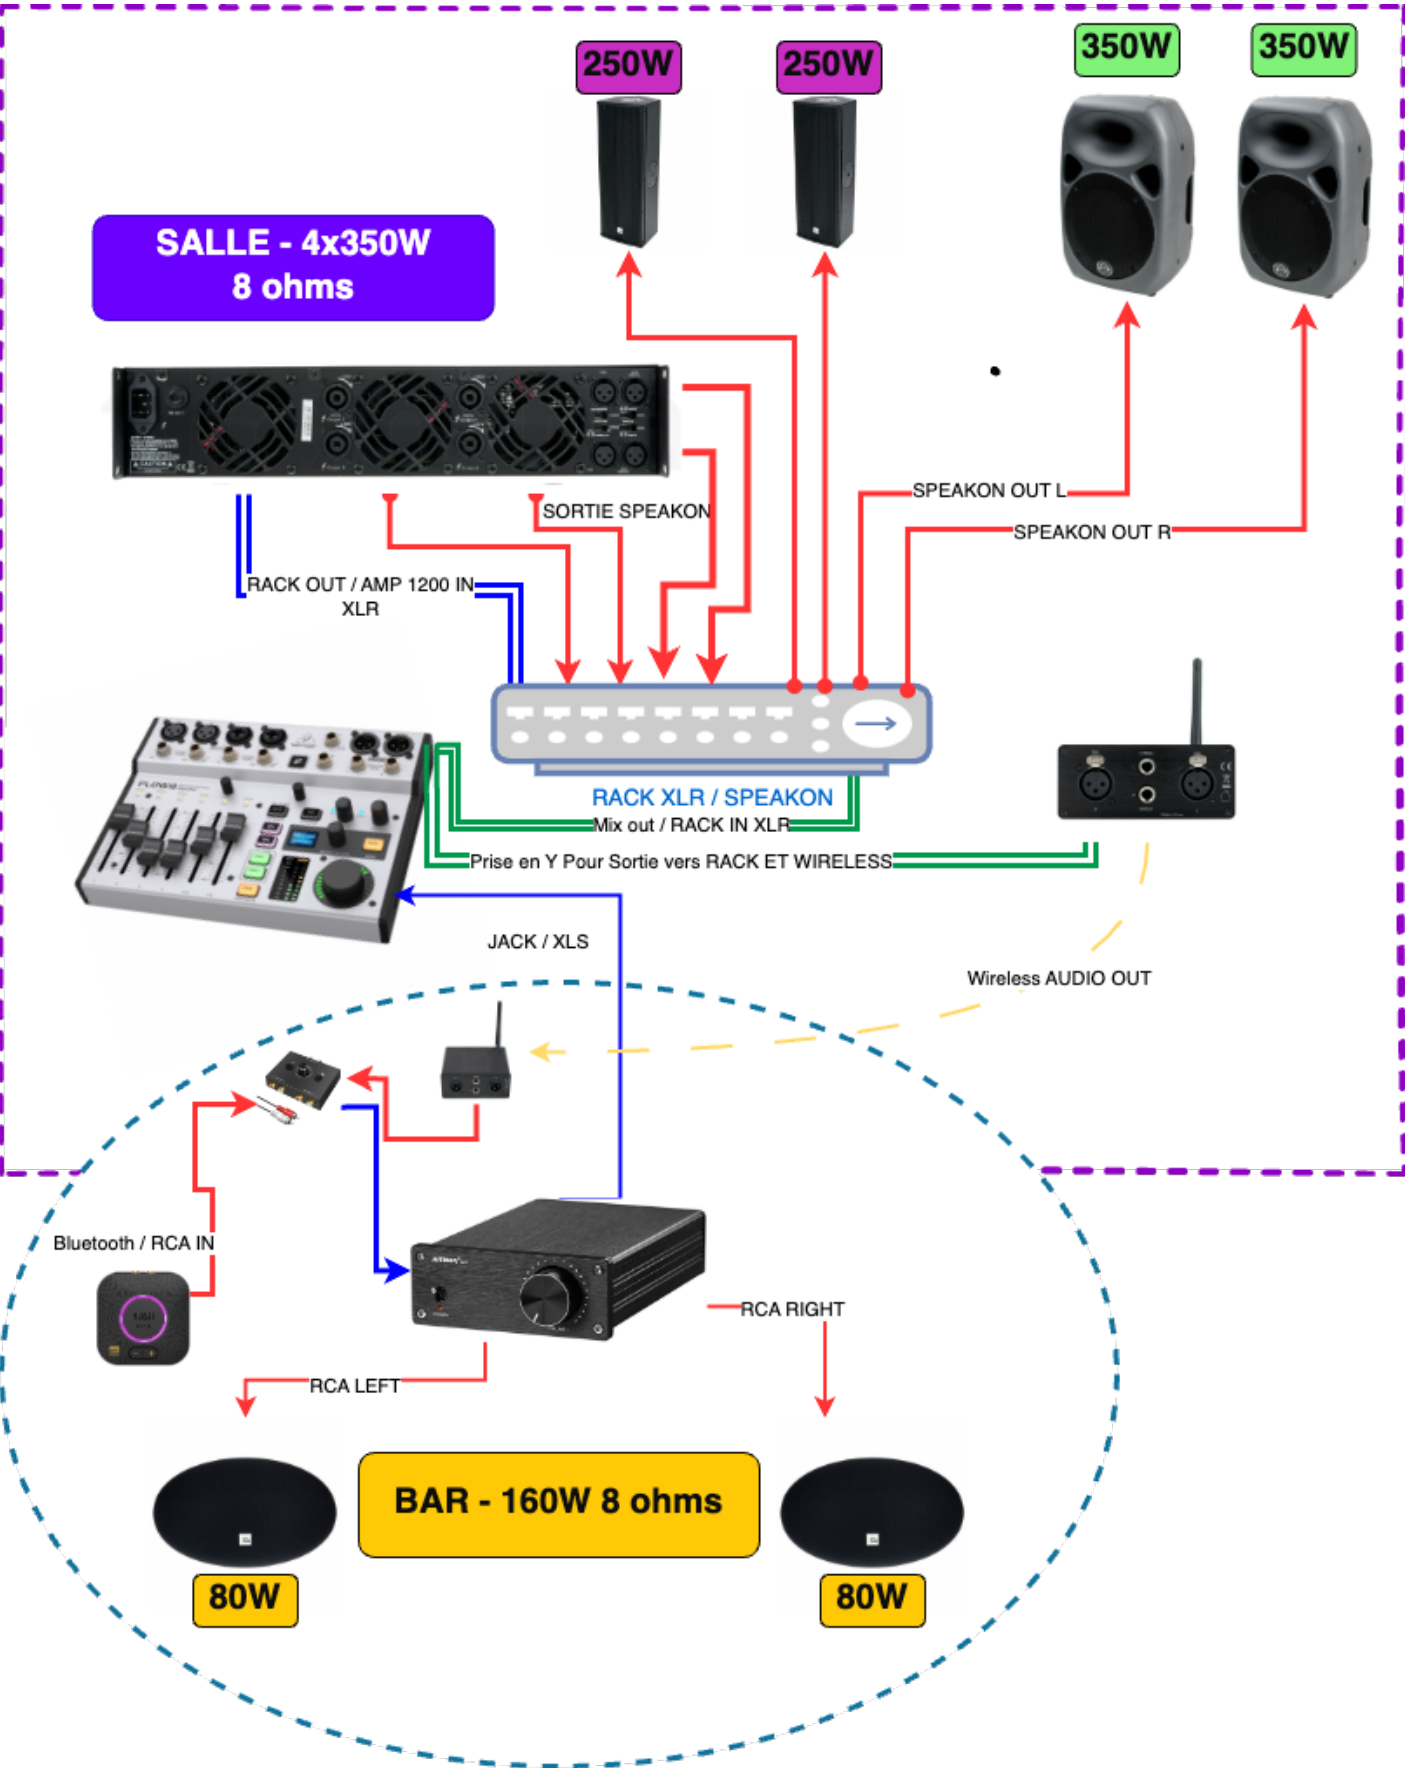 250W
250W
350W
350W
SALLE - 4x350W
8 ohms
SORTIE SPEAKON
SPEAKON OUT L
SPEAKON OUT R
RACK OUT / AMP 1200 IN
XLR
RACK XLR / SPEAKON
Mix out / RACK IN XLR
Prise en Y Pour Sortie vers RACK ET WIRELESS
JACK / XLS
Wireless AUDIO OUT
Bluetooth / RCA IN
RCA RIGHT
RCA LEFT
BAR - 160W 8 ohms
80W
80W